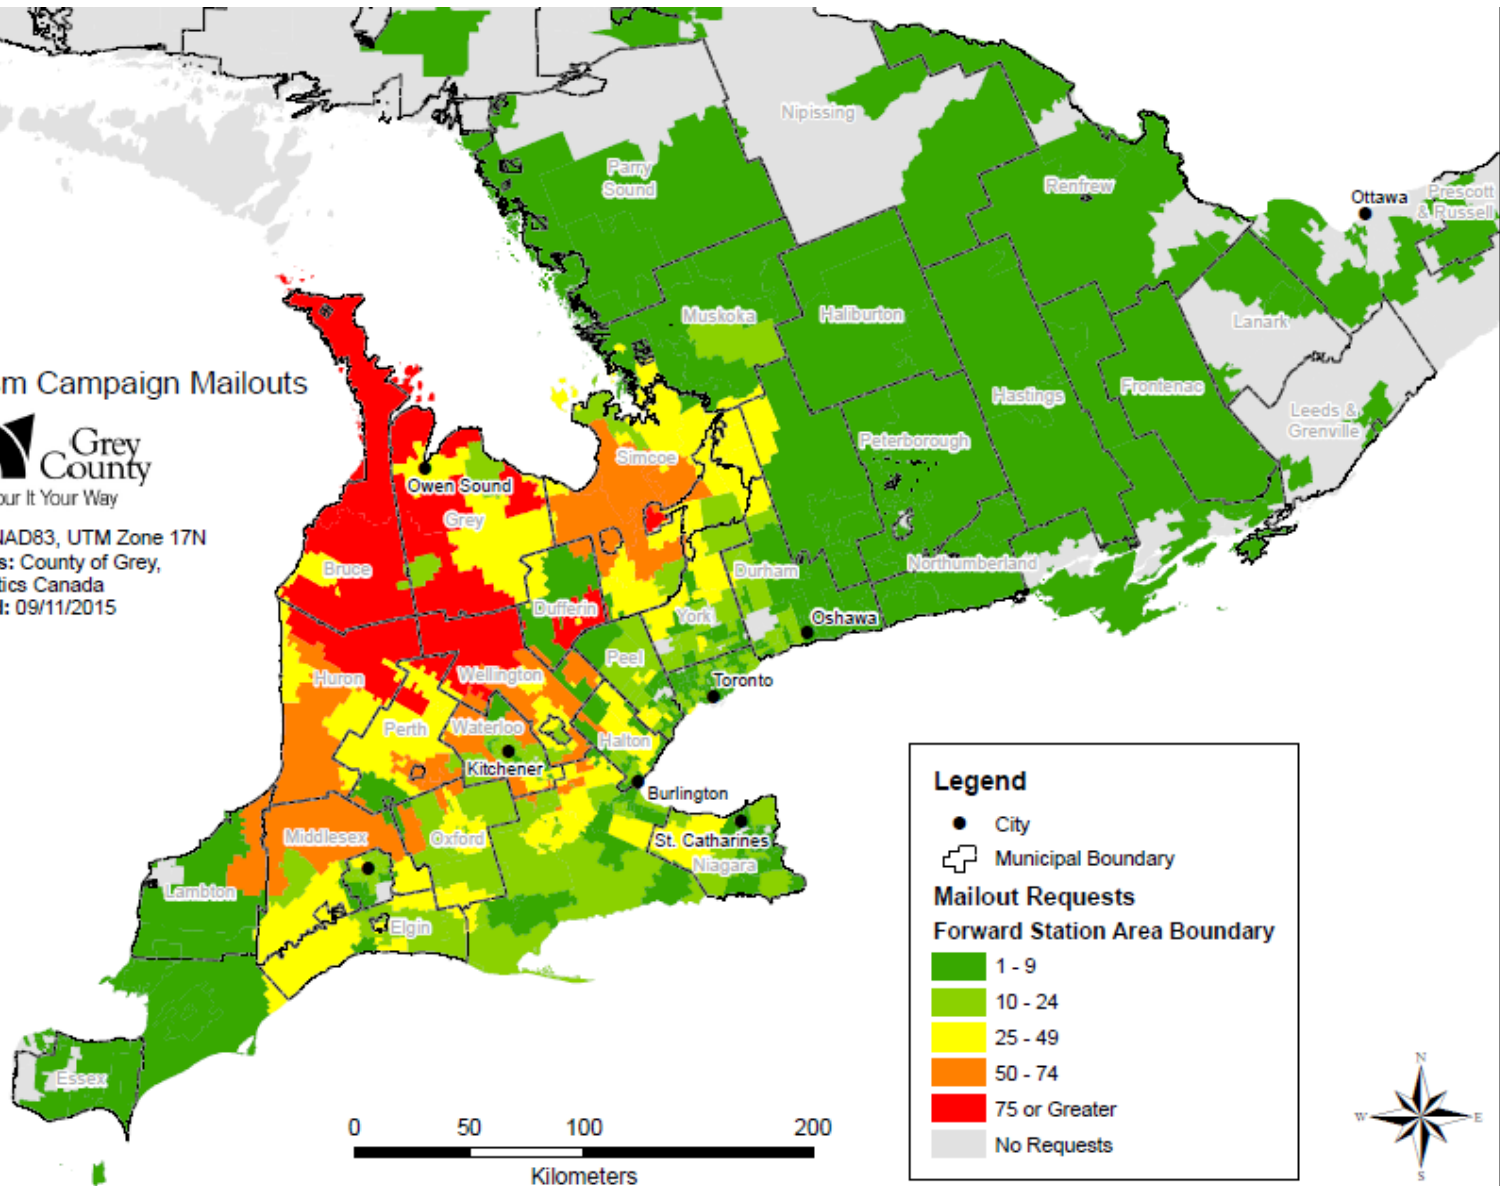 Nipissing
Parry
Sound
Renfrew
Ottawa
Prescott
& Russell
Muskoka
Haliburton
Lanark
sm Campaign Mailouts
Hastings
Frontenac
Leeds &
Grenville
Grey
County
our It Your Way
Peterborough
Simcoe
Owen Sound
Grey
NAD83, UTM Zone 17N
s: County of Grey,
tics Canada
d: 09/11/2015
Bruce
Durham
Northumberland
Dufferin
York
Oshawa
Peel
Huron
Wellington
Toronto
Perth
Waterloo
Halton
Kitchener
Burlington
Middlesex
Oxford
St. Catharines
Niagara
Lambton
Elgin
Essex
Legend
City
Municipal Boundary
Mailout Requests
Forward Station Area Boundary
1 - 9
10 - 24
25 - 49
50 - 74
75 or Greater
No Requests
N
W E
S
0 50 100 200
Kilometers